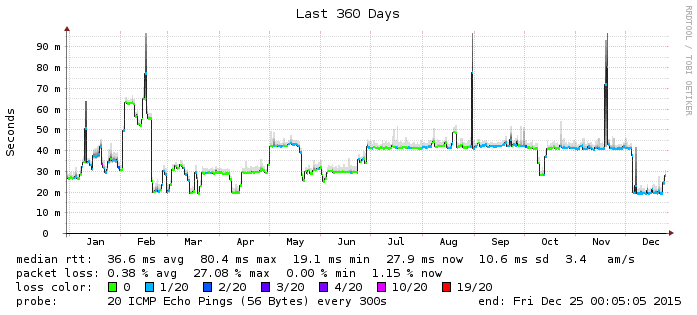 Last 360 Days
RRDTOOL / TOBI OETIKER
Seconds
90 m
80 m
70 m
60 m
50 m
40 m
30 m
20 m
10 m
0
Jan Feb Mar Apr May Jun Jul Aug Sep Oct Nov Dec
median rtt: 36.6 ms avg 80.4 ms max 19.1 ms min 27.9 ms now 10.6 ms sd 3.4 am/s
packet loss: 0.38 % avg 27.08 % max 0.00 % min 1.15 % now
loss color: 0 1/20 2/20 3/20 4/20 10/20 19/20
probe: 20 ICMP Echo Pings (56 Bytes) every 300s end: Fri Dec 25 00:05:05 2015